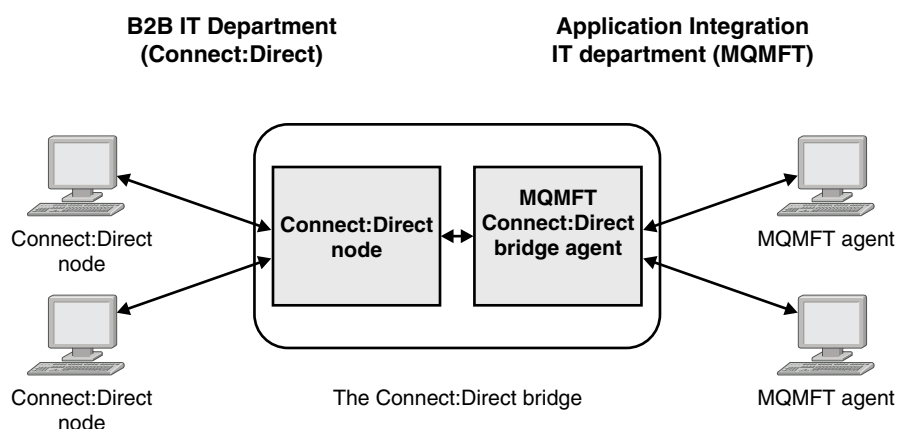 B2B IT Department
(Connect:Direct)
Application Integration
IT department (MQMFT)
Connect:Direct
node
Connect:Direct
node
MQMFT
Connect:Direct
bridge agent
MQMFT agent
Connect:Direct
node
The Connect:Direct bridge
MQMFT agent